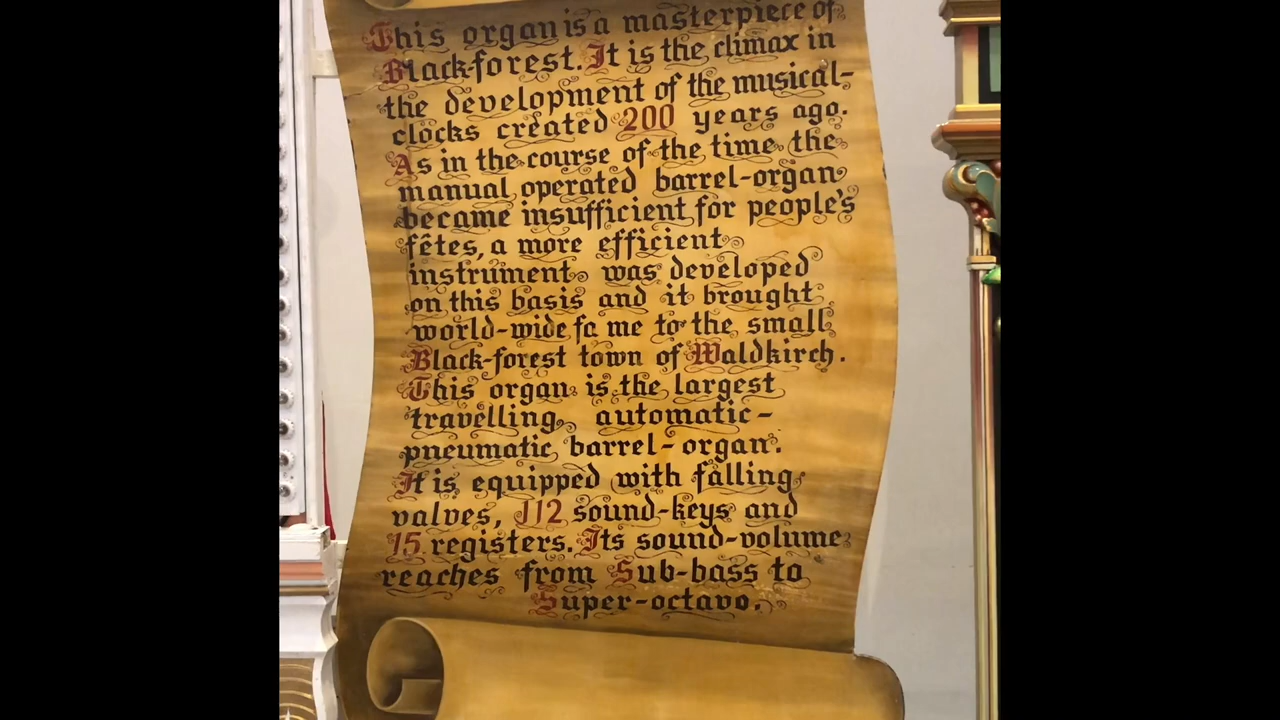 This organ is a masterpiece of
Black-forest. It is the climax in
the development of the musical-
clocks created 200 years ago.
As in the course of the time the
manual operated barrel-organ
became insufficient for people's
fêtes, a more efficient
instrument was developed
on this basis and it brought
world-wide fa me to the small
Black-forest town of Waldkirch.
This organ is the largest
travelling automatic-
pneumatic barrel-organ.
It is equipped with falling
valves, 112 sound-keys and
15 registers. Its sound-volume
reaches from Sub-bass to
Super-octavo.